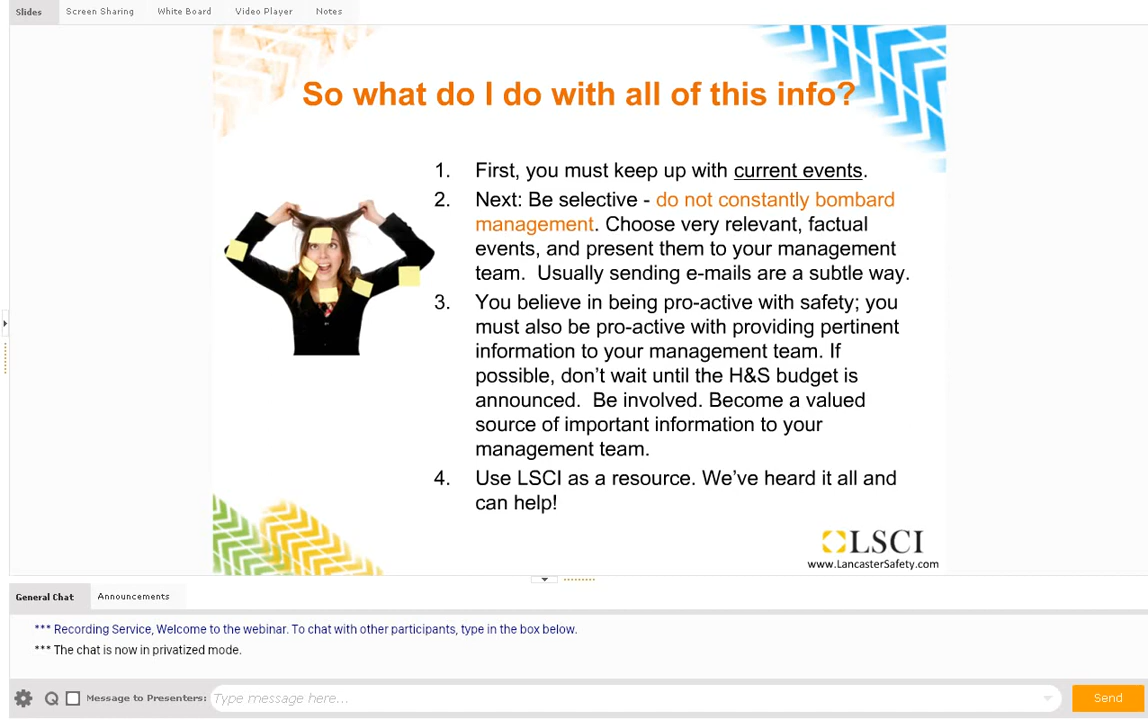 Slides Screen Sharing White Board Video Player Notes
So what do I do with all of this info?
1. First, you must keep up with current events.
2. Next: Be selective - do not constantly bombard
management. Choose very relevant, factual
events, and present them to your management
team.  Usually sending e-mails are a subtle way.
3. You believe in being pro-active with safety; you
must also be pro-active with providing pertinent
information to your management team. If
possible, don’t wait until the H&S budget is
announced.  Be involved. Become a valued
source of important information to your
management team.
4. Use LSCI as a resource. We’ve heard it all and
can help!
LSCI
www.LancasterSafety.com
General Chat Announcements
*** Recording Service, Welcome to the webinar. To chat with other participants, type in the box below.
*** The chat is now in privatized mode.
Message to Presenters: Type message here... Send